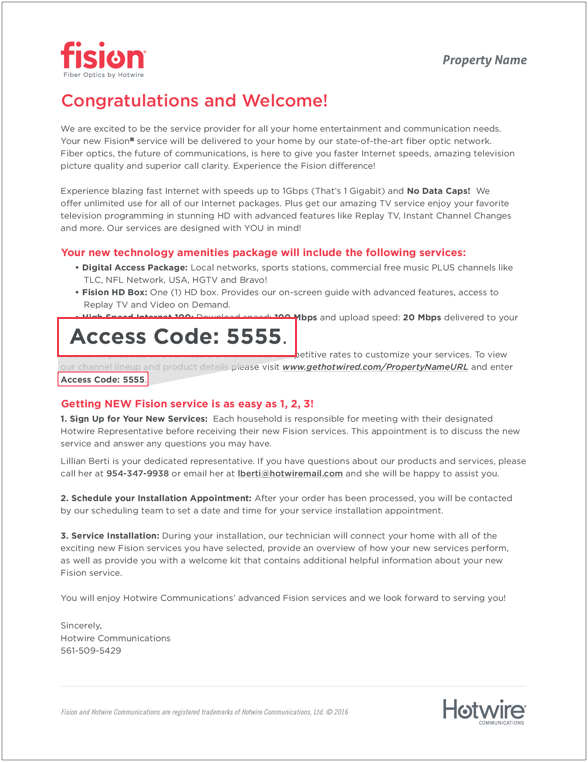 fision
Fiber Optics by Hotwire
Property Name
Congratulations and Welcome!
We are excited to be the service provider for all your home entertainment and communication needs.
Your new Fision® service will be delivered to your home by our state-of-the-art fiber optic network.
Fiber optics, the future of communications, is here to give you faster Internet speeds, amazing television
picture quality and superior call clarity. Experience the Fision difference!
Experience blazing fast Internet with speeds up to 1Gbps (That's 1 Gigabit) and No Data Caps! We
offer unlimited use for all of our Internet packages. Plus get our amazing TV service enjoy your favorite
television programming in stunning HD with advanced features like Replay TV, Instant Channel Changes
and more. Our services are designed with YOU in mind!
Your new technology amenities package will include the following services:
• Digital Access Package: Local networks, sports stations, commercial free music PLUS channels like
TLC, NFL Network, USA, HGTV and Bravo!
• Fision HD Box: One (1) HD box. Provides our on-screen guide with advanced features, access to
Replay TV and Video on Demand.
• High Speed Internet 100: Download speed: 100 Mbps and upload speed: 20 Mbps delivered to your
Access Code: 5555.
petitive rates to customize your services. To view
our channel lineup and product details please visit www.gethotwired.com/PropertyNameURL and enter
Access Code: 5555.
Getting NEW Fision service is as easy as 1, 2, 3!
1. Sign Up for Your New Services: Each household is responsible for meeting with their designated
Hotwire Representative before receiving their new Fision services. This appointment is to discuss the new
service and answer any questions you may have.
Lillian Berti is your dedicated representative. If you have questions about our products and services, please
call her at 954-347-9938 or email her at lberti@hotwiremail.com and she will be happy to assist you.
2. Schedule your Installation Appointment: After your order has been processed, you will be contacted
by our scheduling team to set a date and time for your service installation appointment.
3. Service Installation: During your installation, our technician will connect your home with all of the
exciting new Fision services you have selected, provide an overview of how your new services perform,
as well as provide you with a welcome kit that contains additional helpful information about your new
Fision service.
You will enjoy Hotwire Communications' advanced Fision services and we look forward to serving you!
Sincerely,
Hotwire Communications
561-509-5429
Fision and Hotwire Communications are registered trademarks of Hotwire Communications, Ltd. © 2016
Hotwire
COMMUNICATIONS